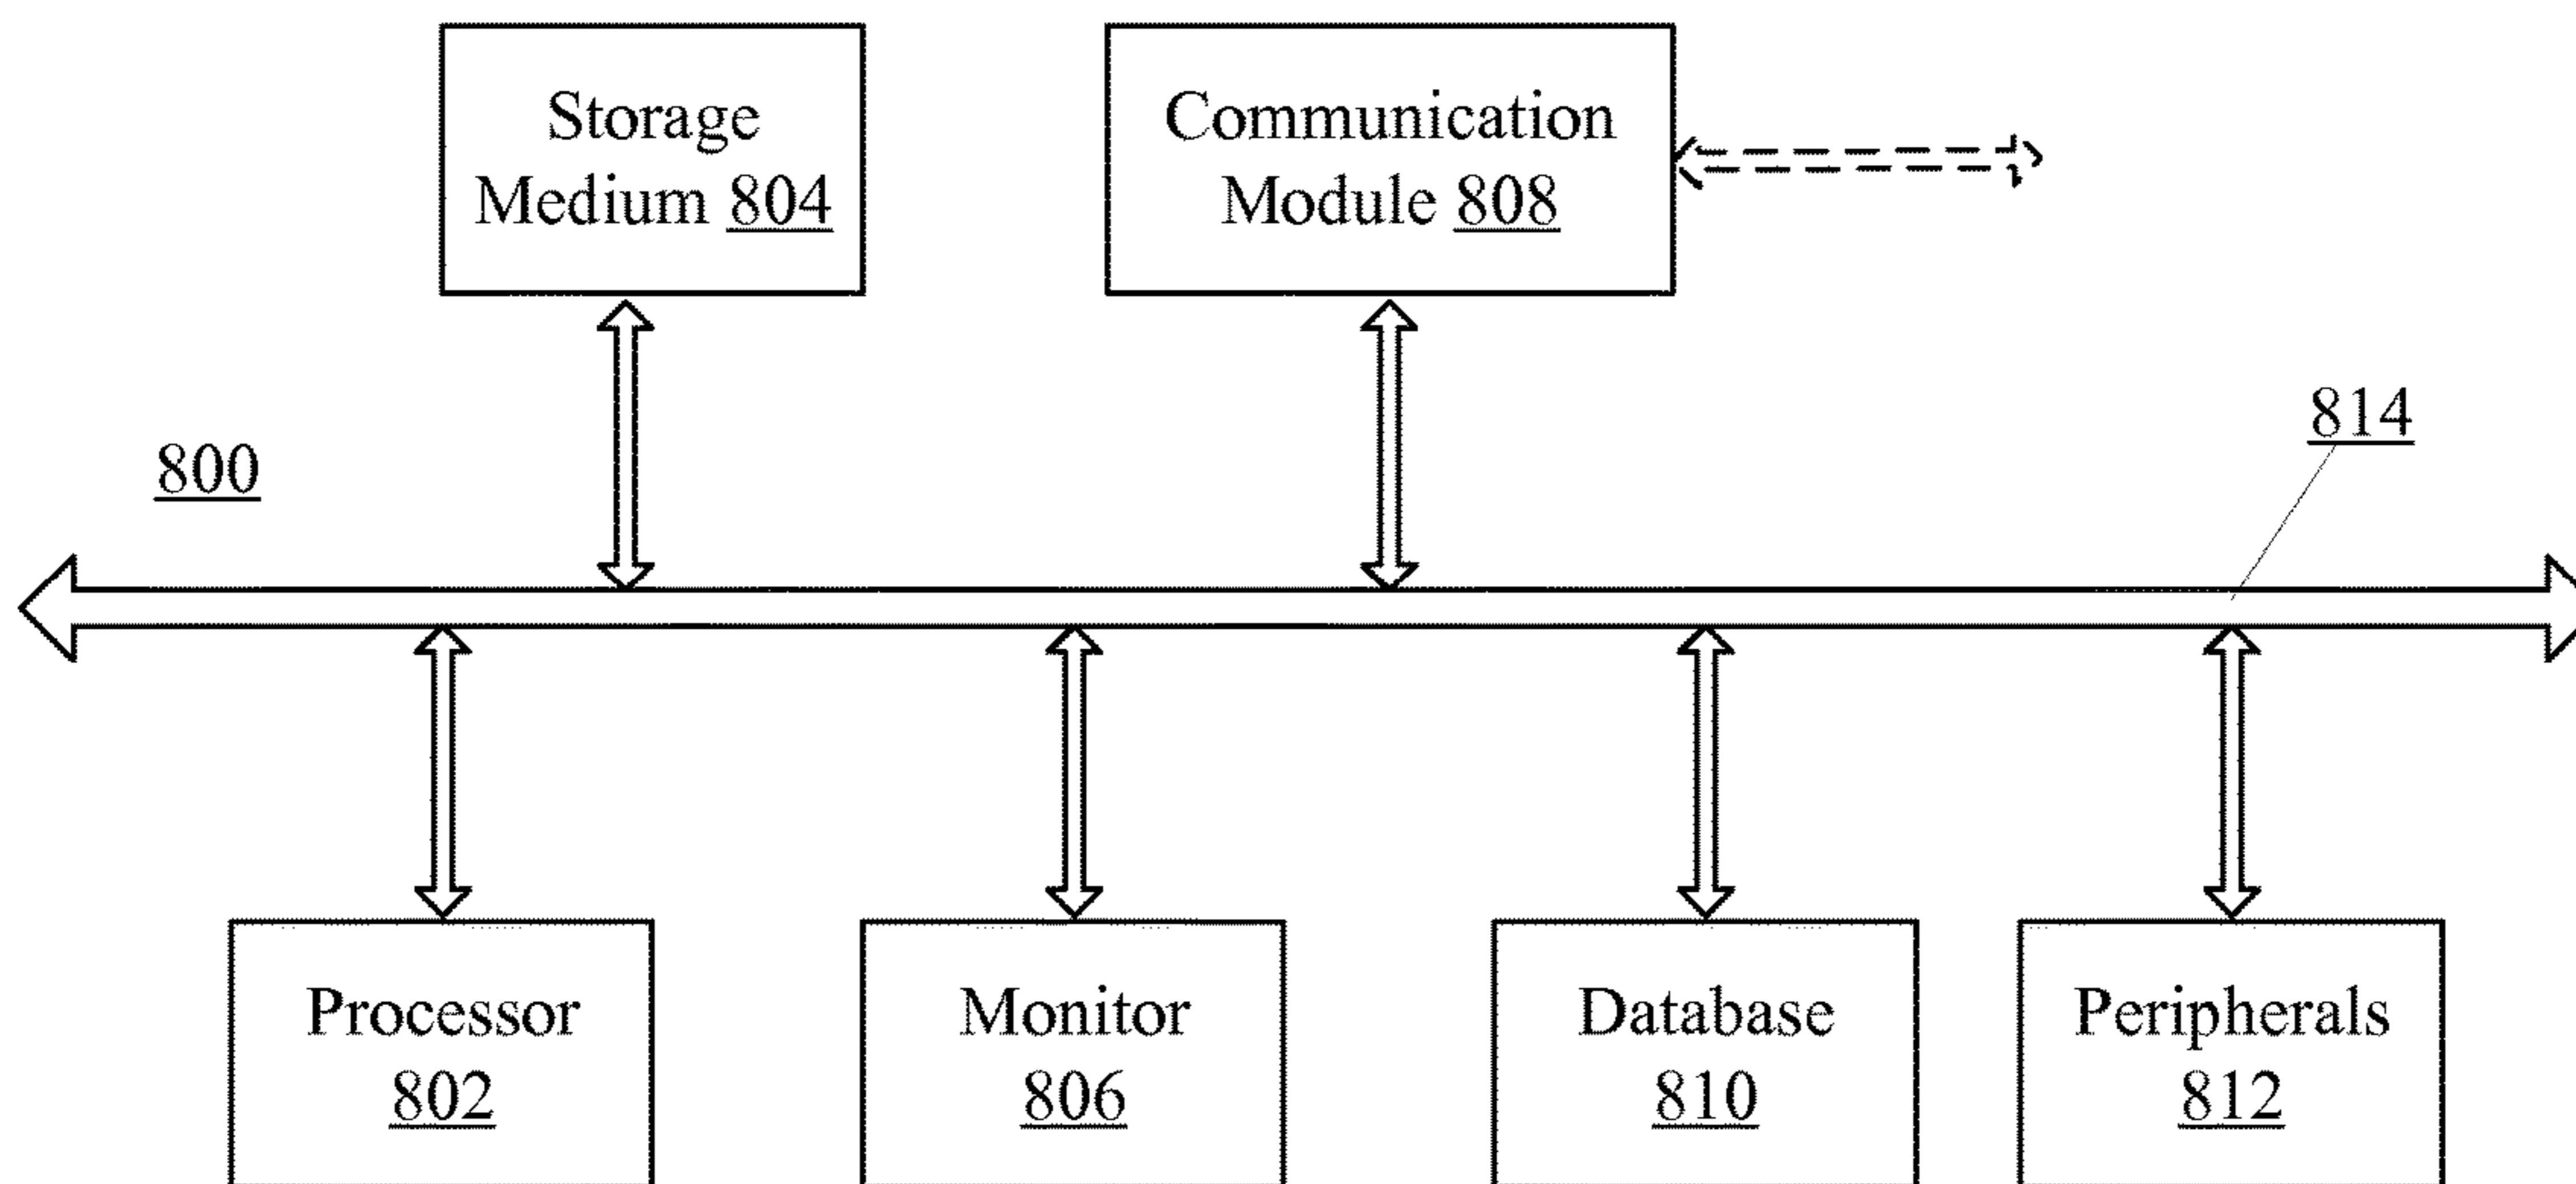 Storage
Medium 804
Communication
Module 808
814
800
Processor
802
Monitor
806
Database
810
Peripherals
812